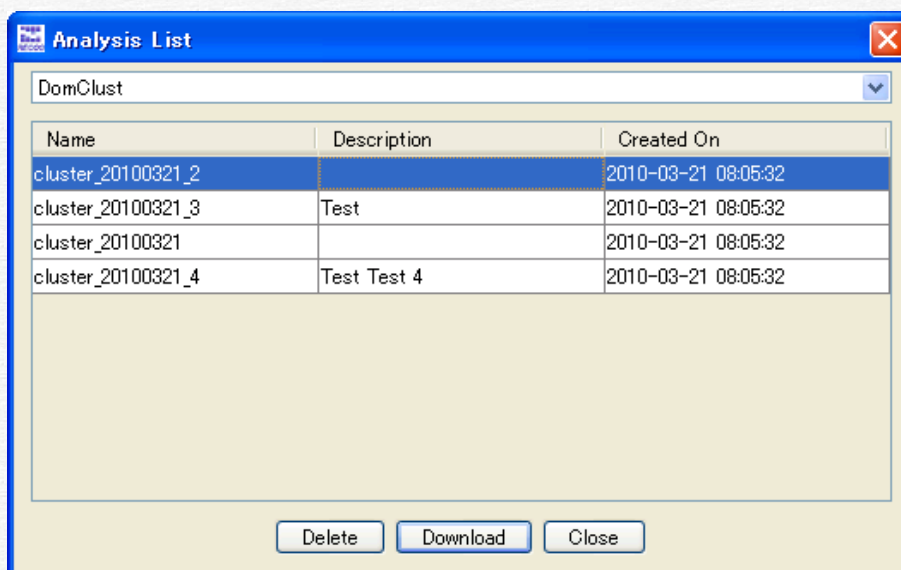 Analysis List
DomClust
Name Description Created On
cluster_20100321_2 2010-03-21 08:05:32
cluster_20100321_3 Test 2010-03-21 08:05:32
cluster_20100321 2010-03-21 08:05:32
cluster_20100321_4 Test Test 4 2010-03-21 08:05:32
Delete Download Close